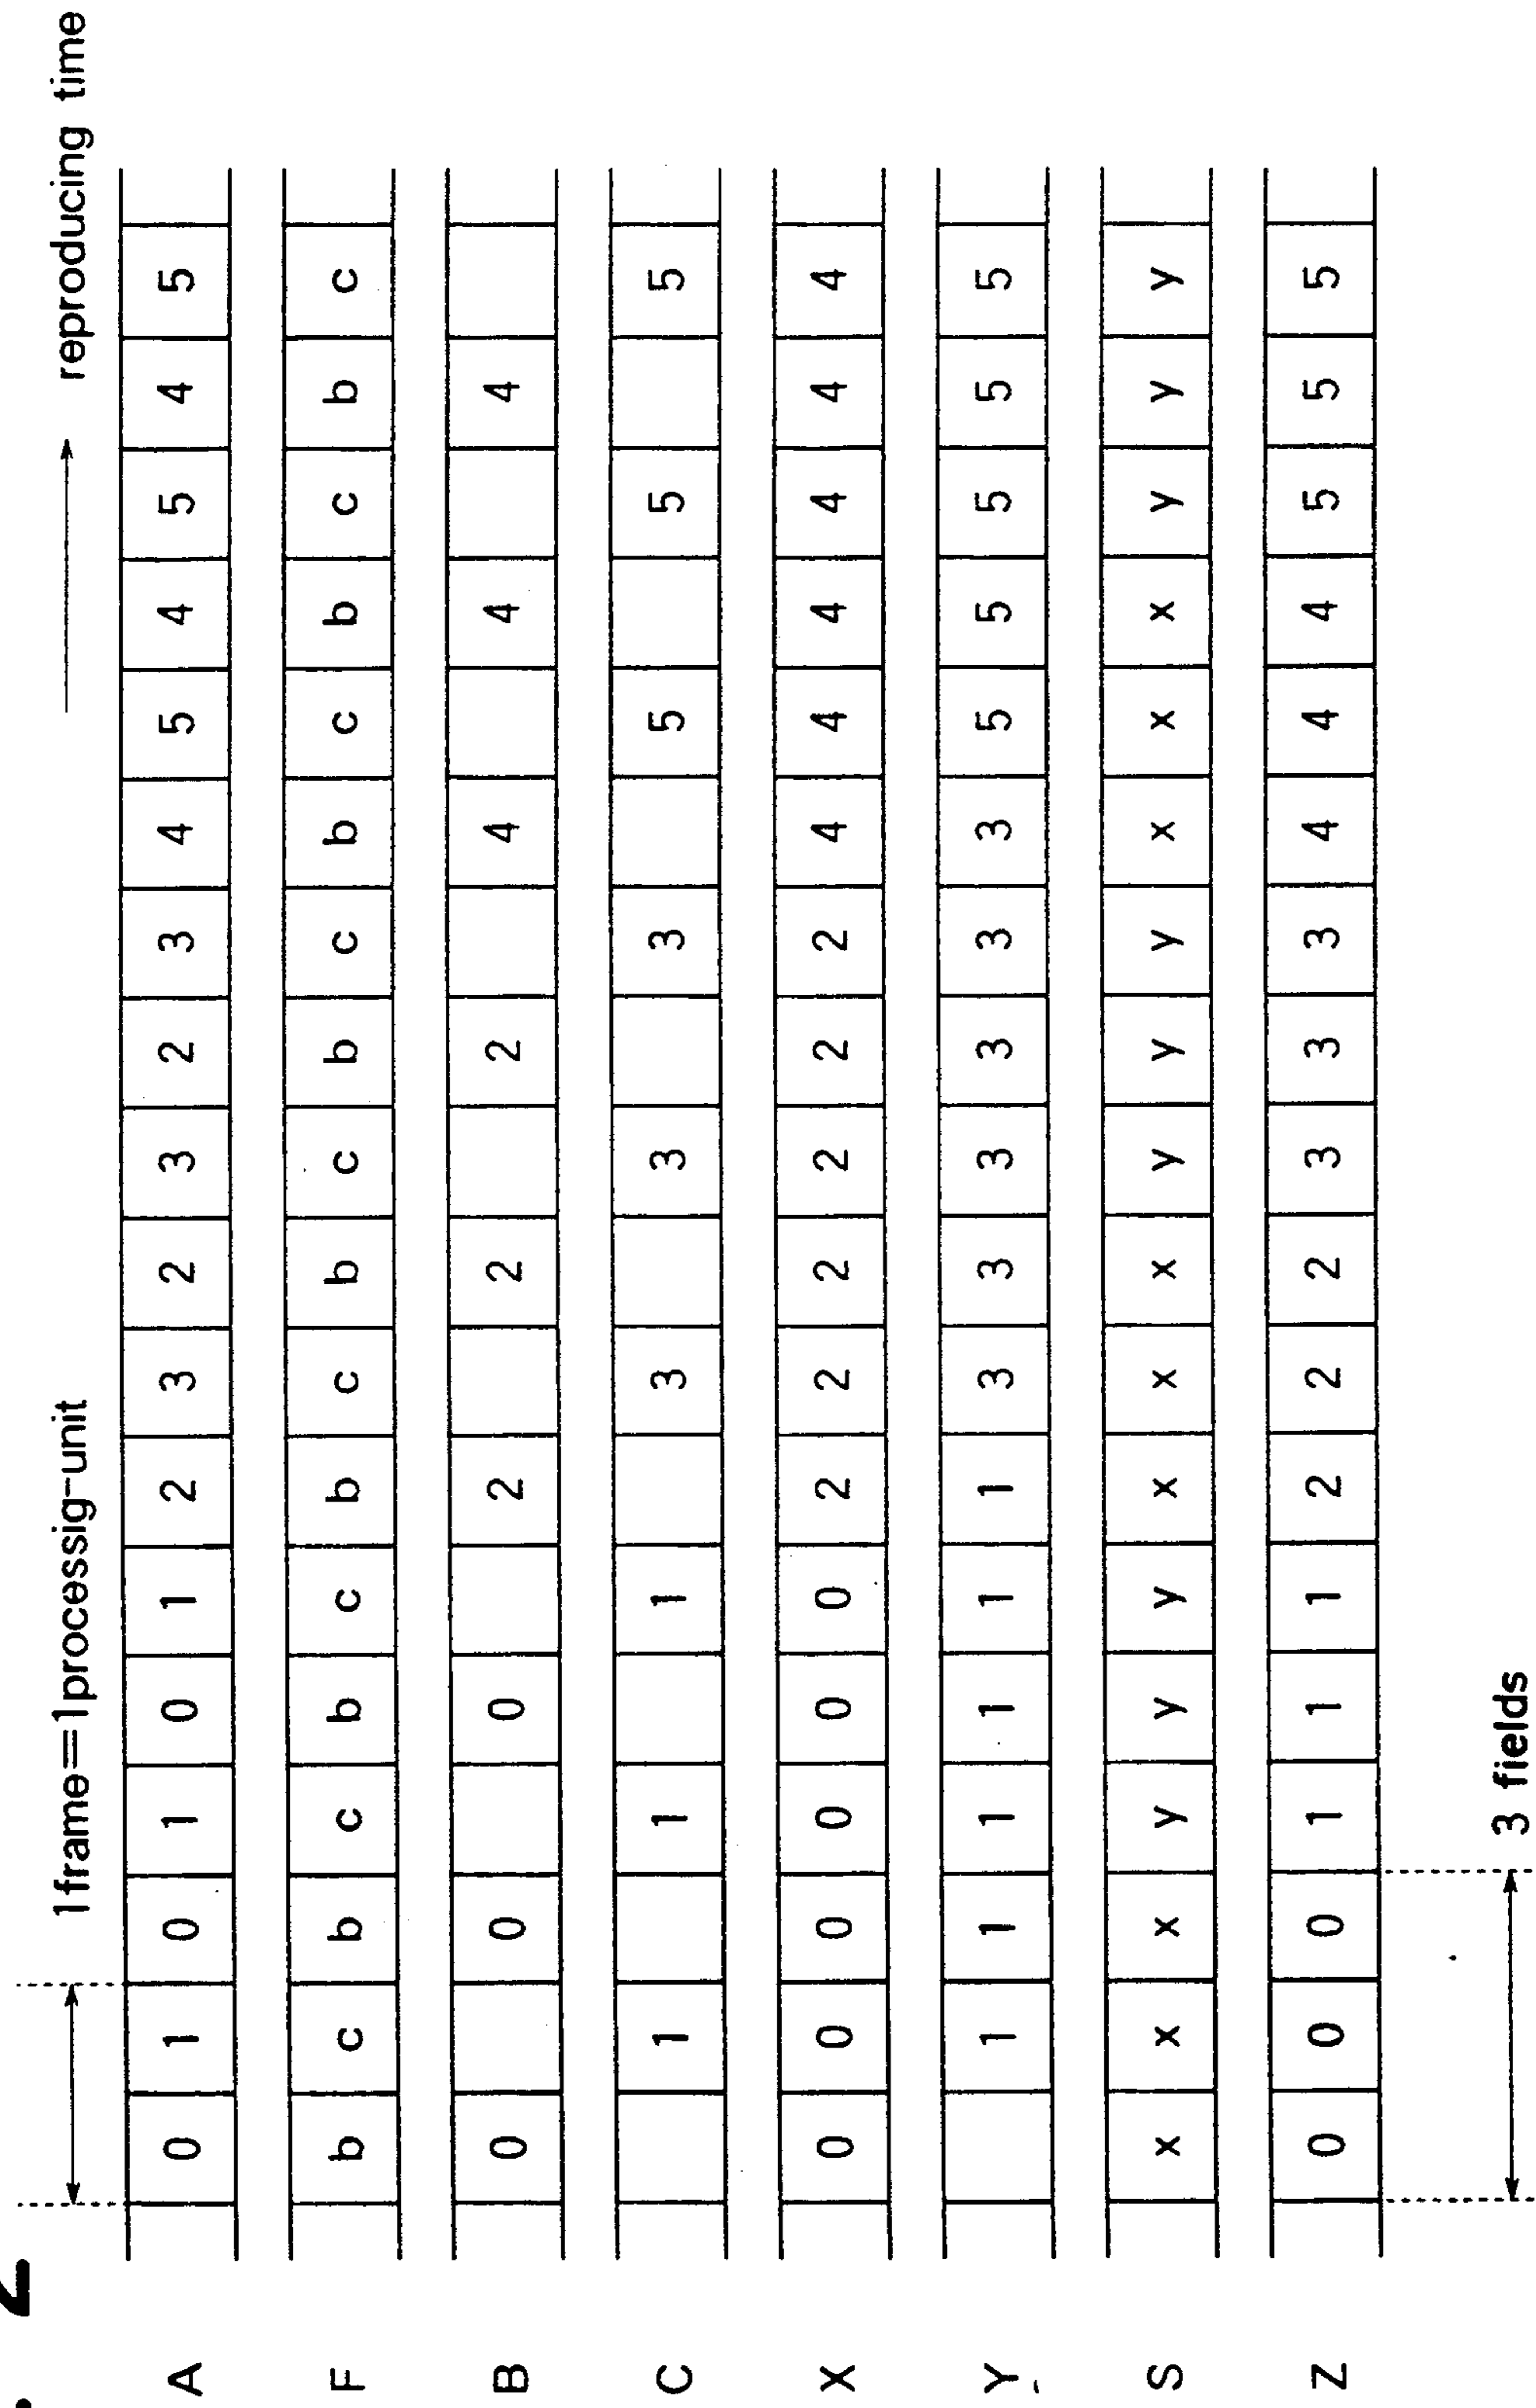 . 2
1frame=1processig-unit
reproducing time
A 0 1 0 1 0 1 2 3 2 3 2 3 4 5 4 5 4 5
F b c b c b c b c b c b c b c b c b c
B 0 0 0 2 2 2 4 4 4
C 1 1 1 3 3 3 5 5 5
X 0 0 0 0 0 0 2 2 2 2 2 2 4 4 4 4 4 4
Y 1 1 1 1 1 1 3 3 3 3 3 3 5 5 5 5 5
S x x x y y y x x x y y y x x x y y y
Z 0 0 0 1 1 1 2 2 2 3 3 3 4 4 4 5 5 5
3 fields